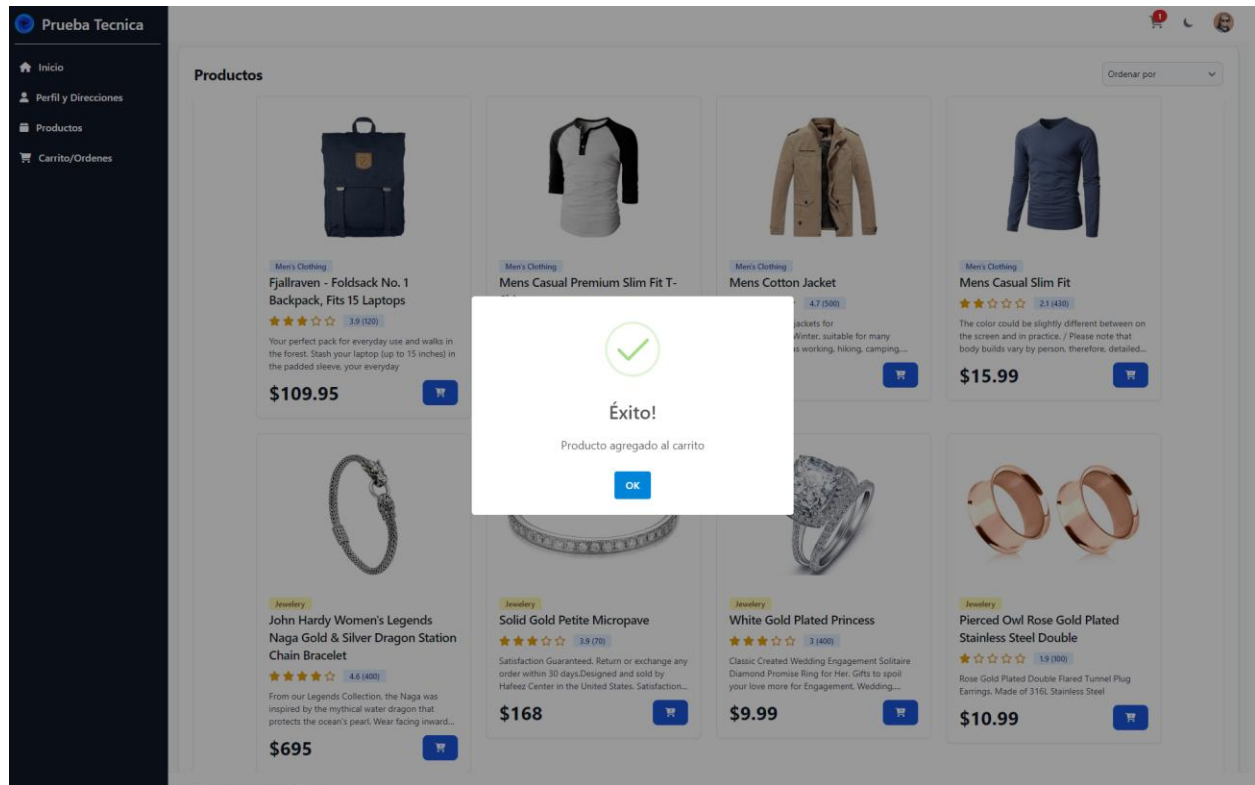 Prueba Tecnica
1
Inicio
Perfil y Direcciones
Productos
Carrito/Ordenes
Productos
Ordenar por
Men's Clothing
Fjallraven - Foldsack No. 1
Backpack, Fits 15 Laptops
3.9 (120)
Your perfect pack for everyday use and walks in
the forest. Stash your laptop (up to 15 inches) in
the padded sleeve, your everyday
$109.95
Men's Clothing
Mens Casual Premium Slim Fit T-
Men's Clothing
Mens Cotton Jacket
4.7 (500)
jackets for
Winter, suitable for many
as working, hiking, camping,...
Men's Clothing
Mens Casual Slim Fit
2.1 (430)
The color could be slightly different between on
the screen and in practice. / Please note that
body builds vary by person, therefore, detailed...
$15.99
Éxito!
Producto agregado al carrito
OK
Jewelery
John Hardy Women's Legends
Naga Gold & Silver Dragon Station
Chain Bracelet
4.6 (400)
From our Legends Collection, the Naga was
inspired by the mythical water dragon that
protects the ocean's pearl. Wear facing inward...
$695
Jewelery
Solid Gold Petite Micropave
3.9 (70)
Satisfaction Guaranteed. Return or exchange any
order within 30 days.Designed and sold by
Hafeez Center in the United States. Satisfaction...
$168
Jewelery
White Gold Plated Princess
3 (400)
Classic Created Wedding Engagement Solitaire
Diamond Promise Ring for Her. Gifts to spoil
your love more for Engagement, Wedding,...
$9.99
Jewelery
Pierced Owl Rose Gold Plated
Stainless Steel Double
1.9 (100)
Rose Gold Plated Double Flared Tunnel Plug
Earrings. Made of 316L Stainless Steel
$10.99